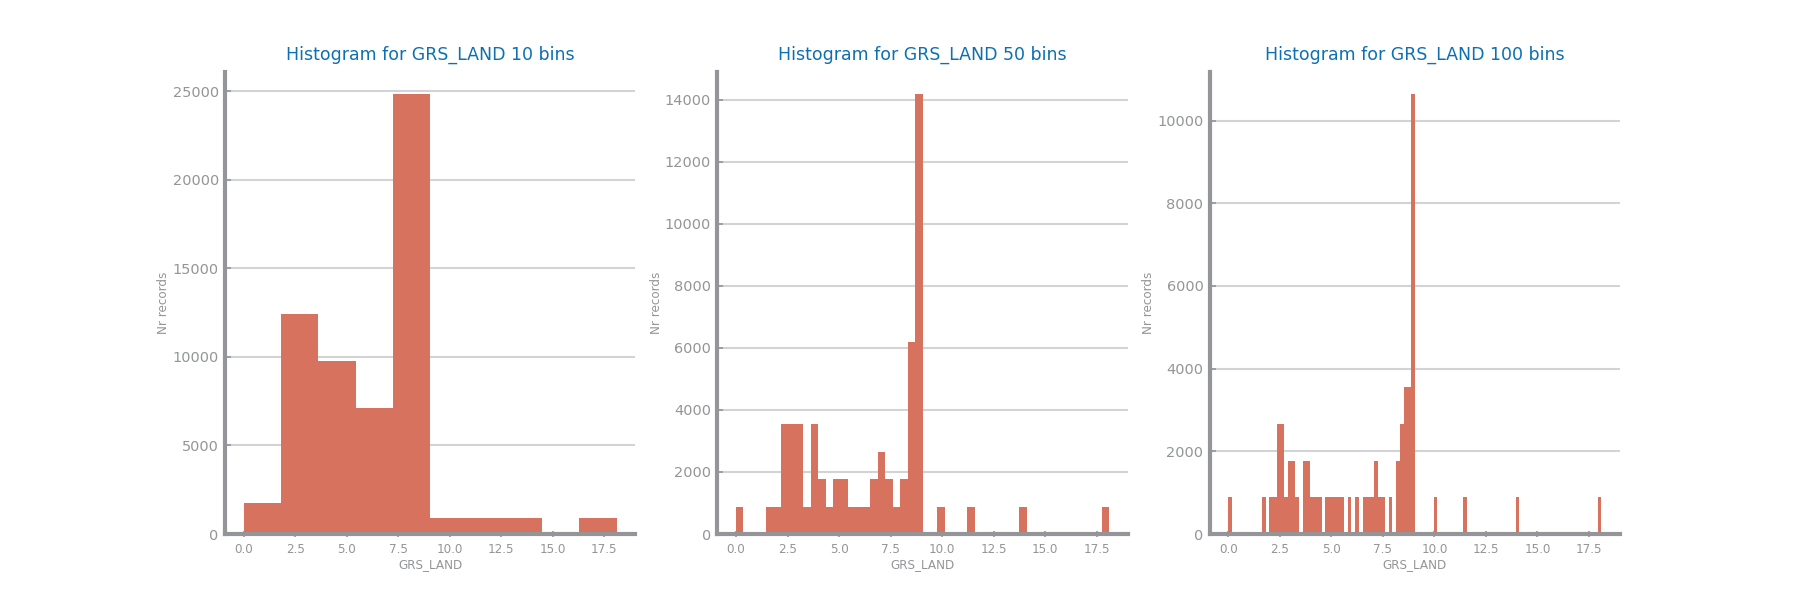 Histogram for GRS_LAND 10 bins
25000
20000
15000
10000
5000
0
Nr records
0.0 2.5 5.0 7.5 10.0 12.5 15.0 17.5
GRS_LAND
Histogram for GRS_LAND 50 bins
14000
12000
10000
8000
6000
4000
2000
0
Nr records
0.0 2.5 5.0 7.5 10.0 12.5 15.0 17.5
GRS_LAND
Histogram for GRS_LAND 100 bins
10000
8000
6000
4000
2000
0
Nr records
0.0 2.5 5.0 7.5 10.0 12.5 15.0 17.5
GRS_LAND